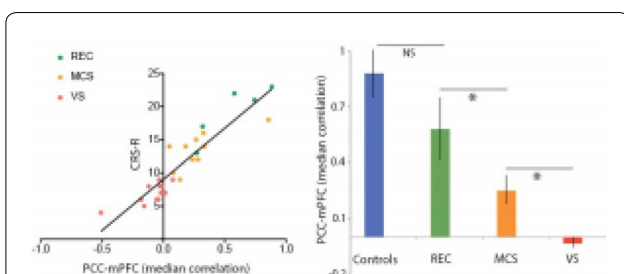 REC
MCS
VS
CRS-R
25
20
15
10
5
-1.0
-0.5
0.0
0.5
1.0
PCC-mPFC (median correlation)
PCC-mPFC (median correlation)
1
0.7
0.4
0.1
-0.2
NS
*
*
Controls
REC
MCS
VS